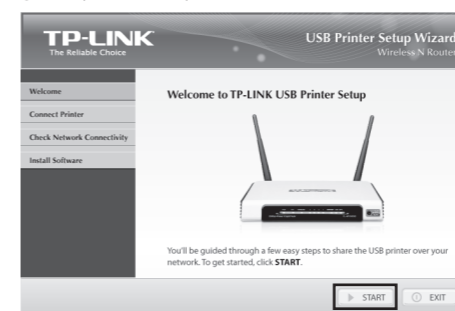 TP-LINK
The Reliable Choice
USB Printer Setup Wizard
Wireless N Router
Welcome
Connect Printer
Check Network Connectivity
Install Software
Welcome to TP-LINK USB Printer Setup
You'll be guided through a few easy steps to share the USB printer over your
network. To get started, click START.
START
EXIT